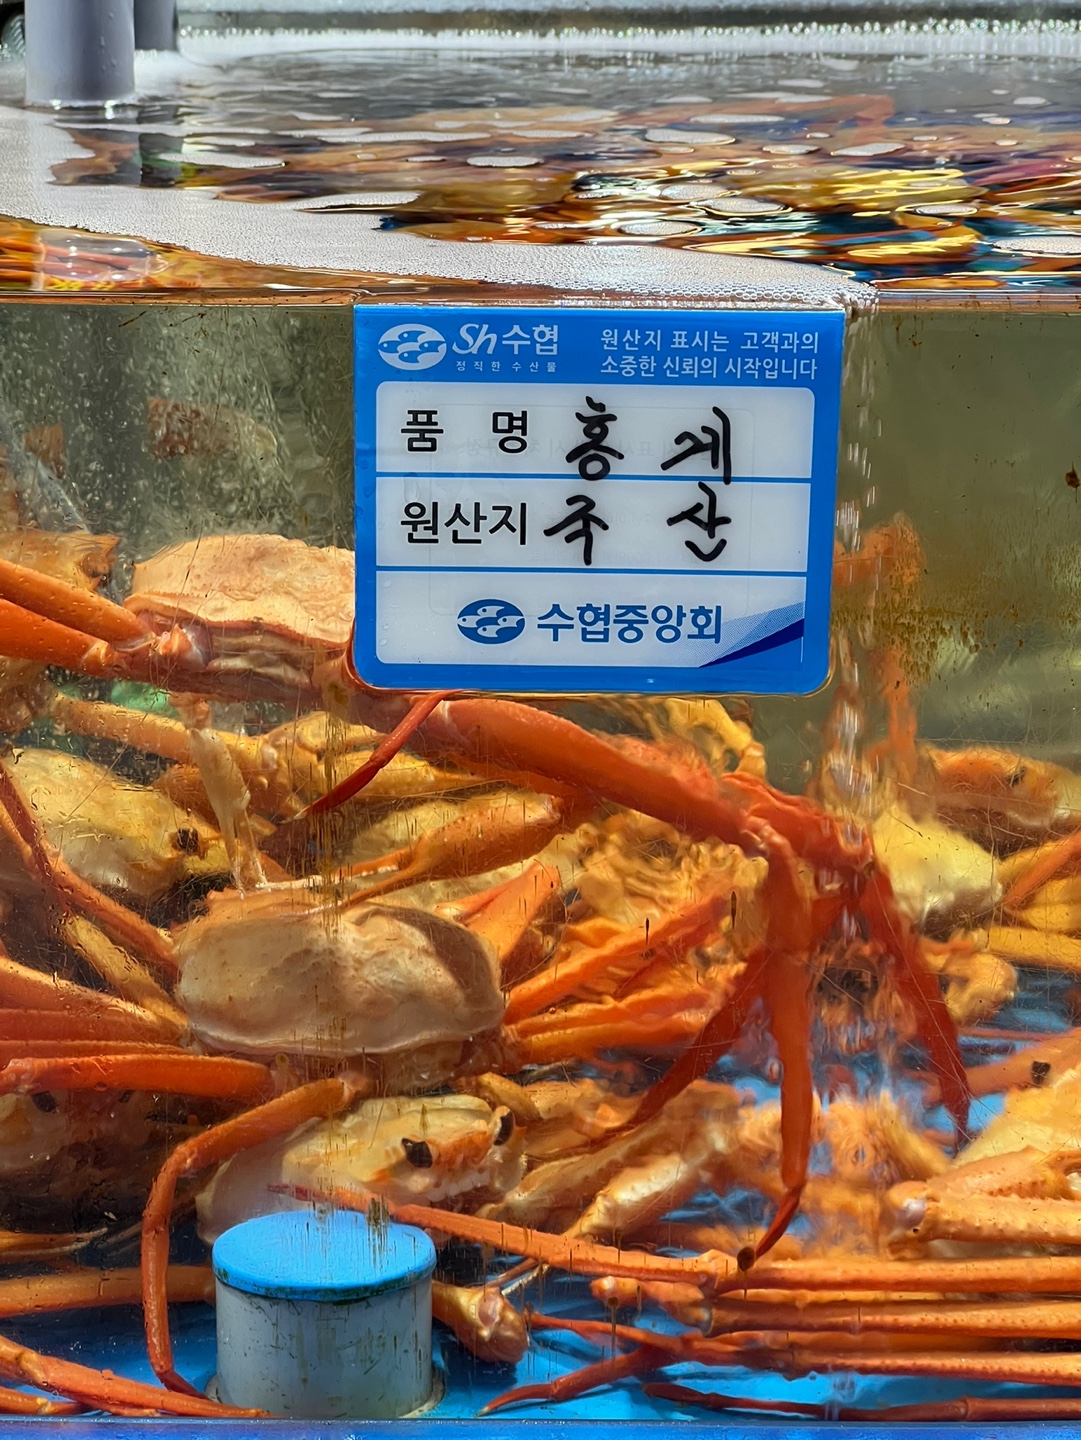 Sh수협
정직한수산물
원산지 표시는 고객과의
소중한 신뢰의 시작입니다
품 명 홍 게
원산지 국 산
수협중앙회